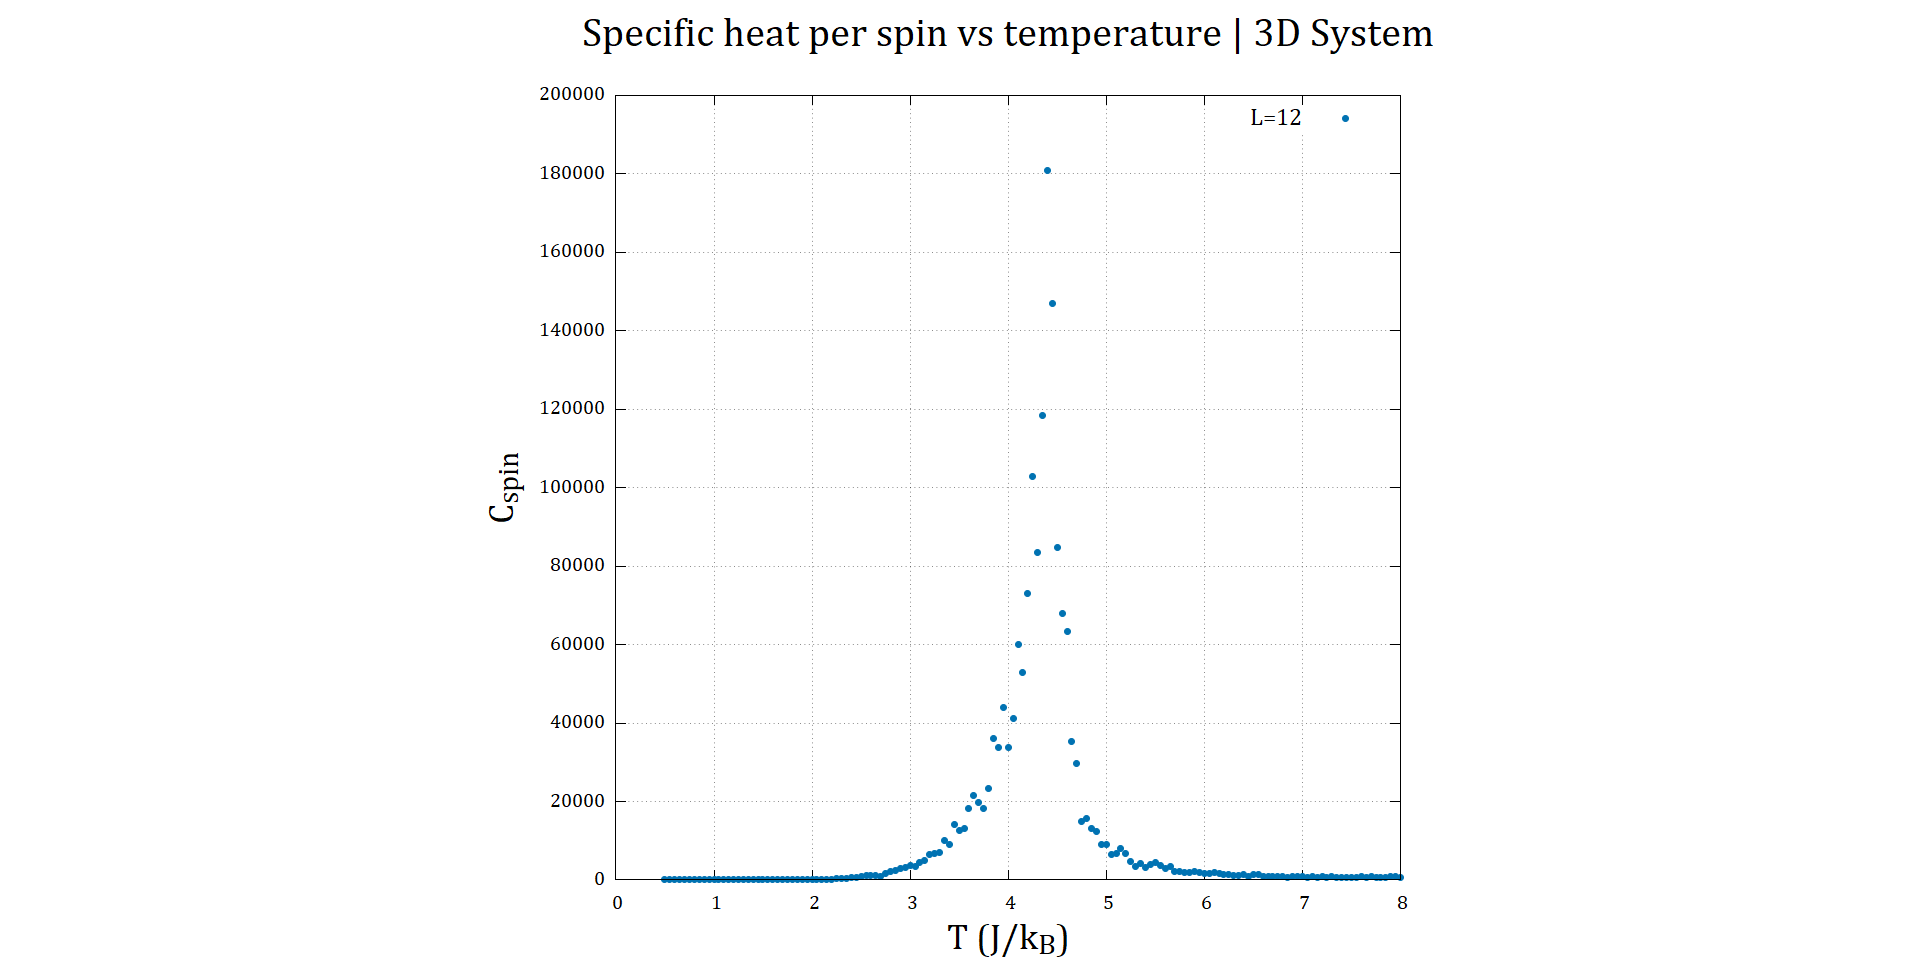 Specific heat per spin vs temperature | 3D System
200000
180000
160000
140000
120000
100000
80000
60000
40000
20000
0
L=12
Cspin
0 1 2 3 4 5 6 7 8
T (J/kB)